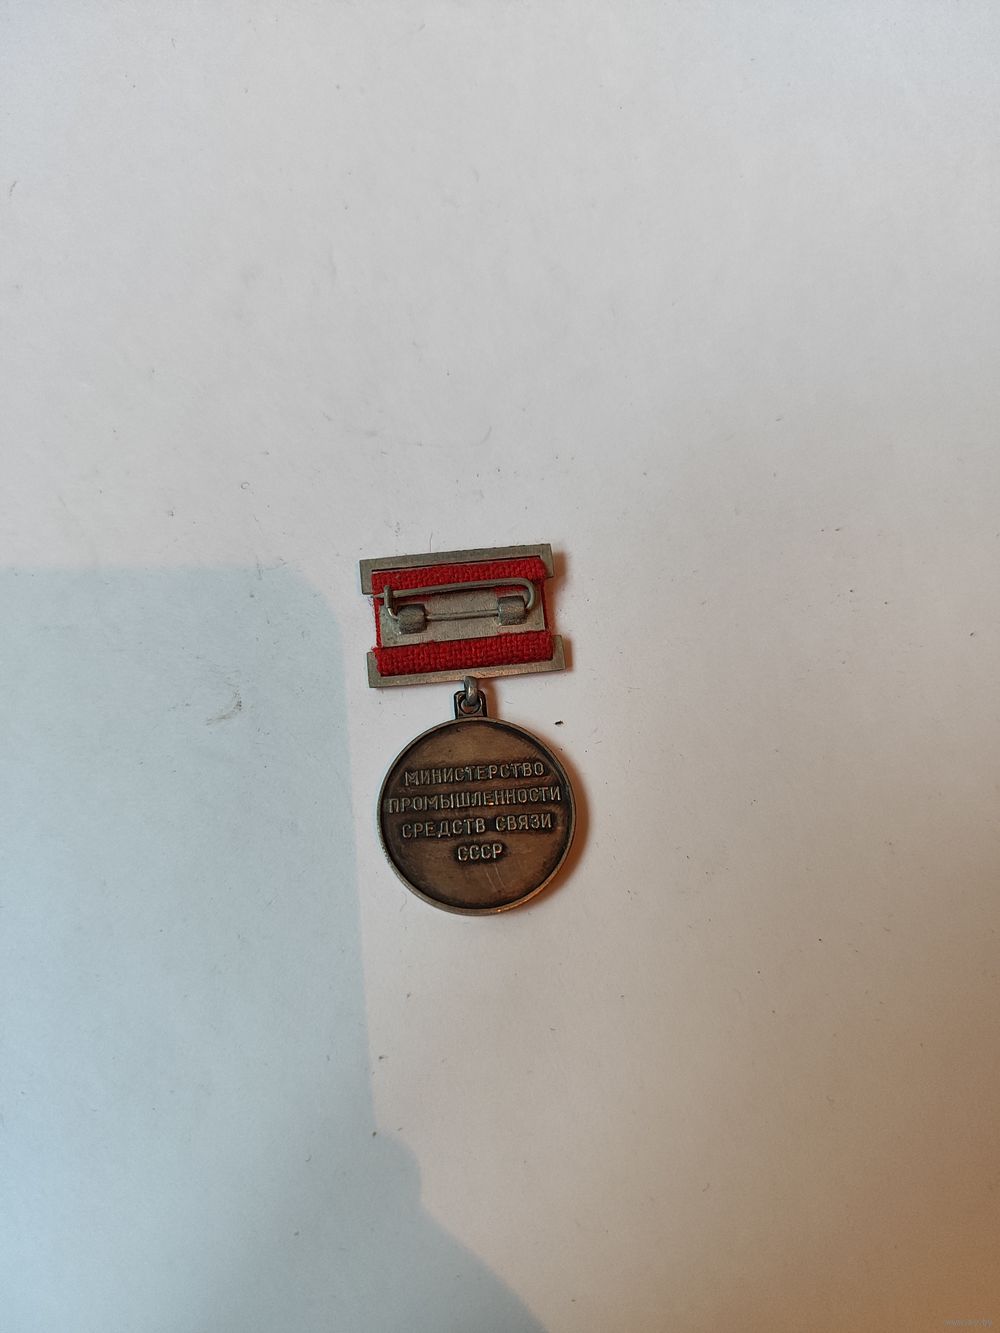 МИНИСТЕРСТВО
ПРОМЫШЛЕННОСТИ
СРЕДСТВ СВЯЗИ
СССР